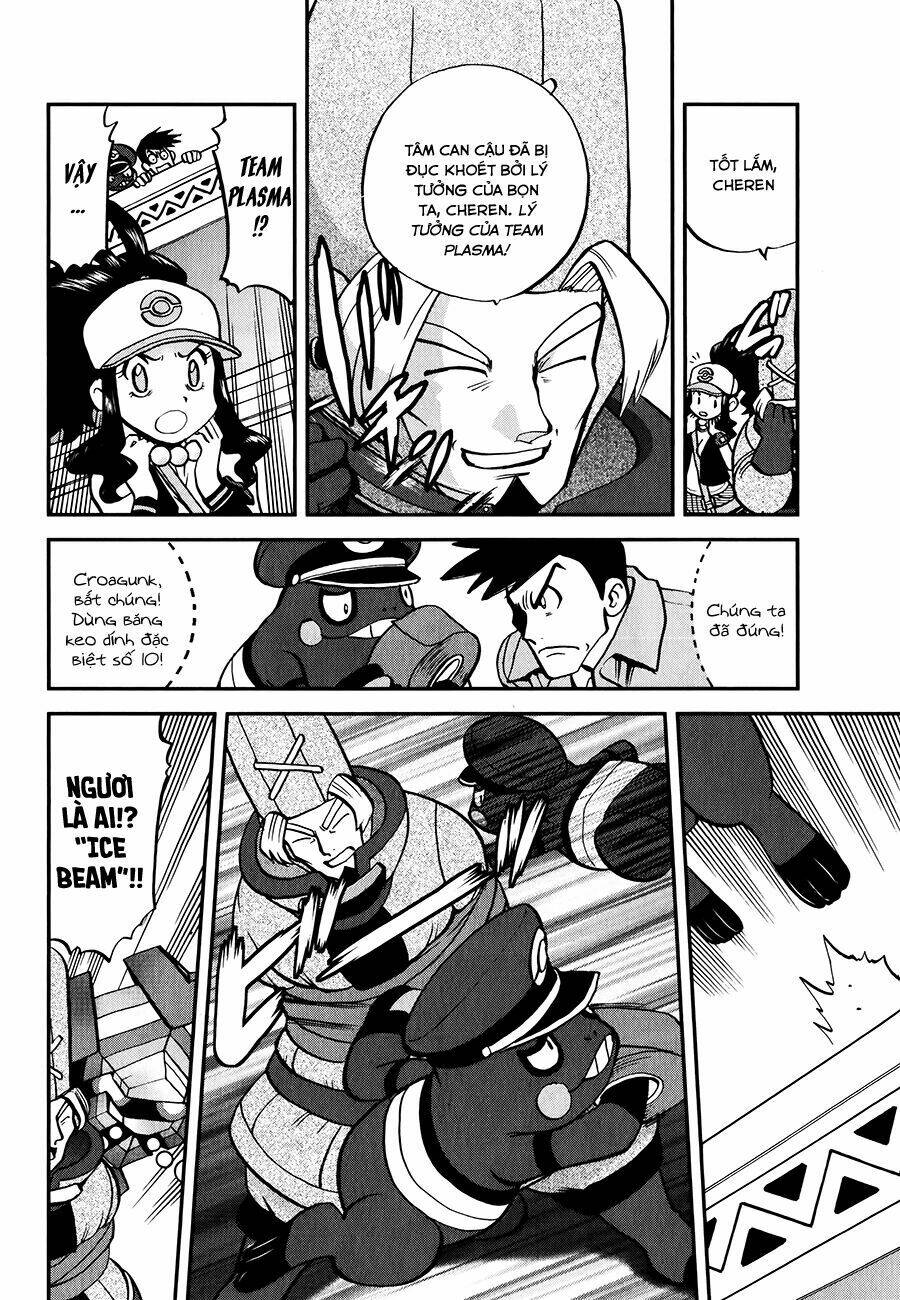 TỐT LẮM,
CHEREN
TÂM CAN CẬU ĐÃ BỊ
ĐỤC KHOÉT BỞI LÝ
TƯỞNG CỦA BỌN
TA, CHEREN. LÝ
TƯỞNG CỦA TEAM
PLASMA!
TEAM
PLASMA
!?
VẬY
...
Chúng ta
đã đúng!
Croagunk,
bắt chúng!
Dùng băng
keo dính đặc
biệt số 10!
NGƯƠI
LÀ AI!?
"ICE
BEAM"!!